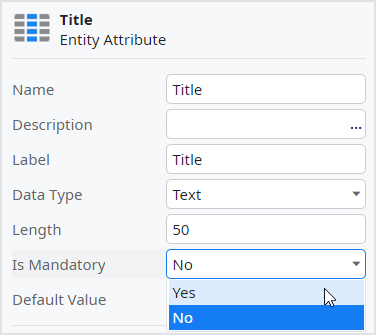 Title
Entity Attribute
Name Title
Description ...
Label Title
Data Type Text
Length 50
Is Mandatory No
Default Value Yes
No